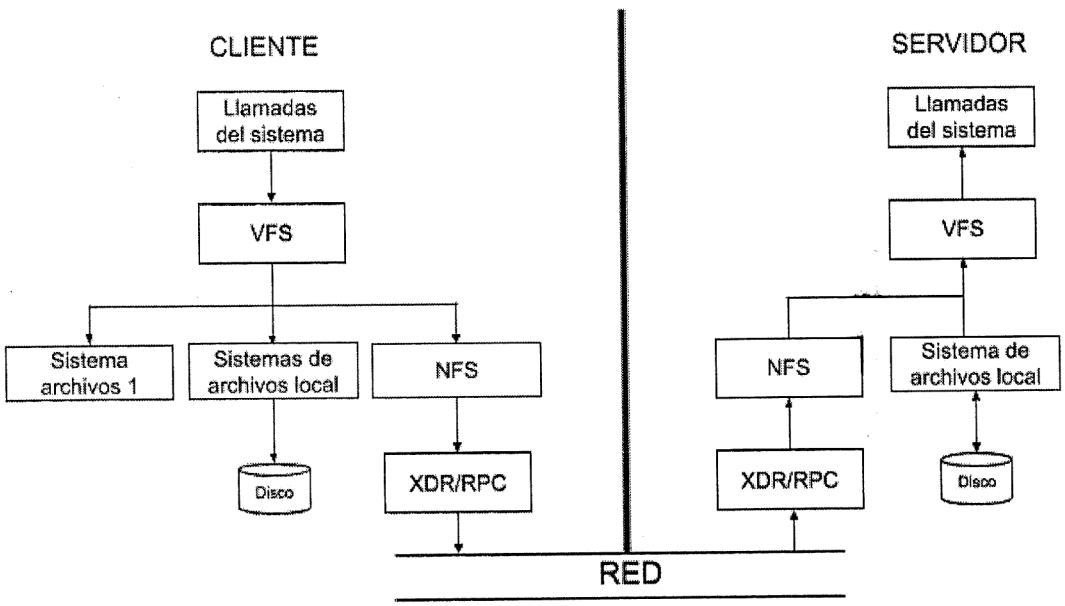 CLIENTE
SERVIDOR
Llamadas
del sistema
Llamadas
del sistema
VFS
VFS
Sistema
archivos 1
Sistemas de
archivos local
NFS
NFS
Sistema de
archivos local
Disco
XDR/RPC
XDR/RPC
Disco
RED